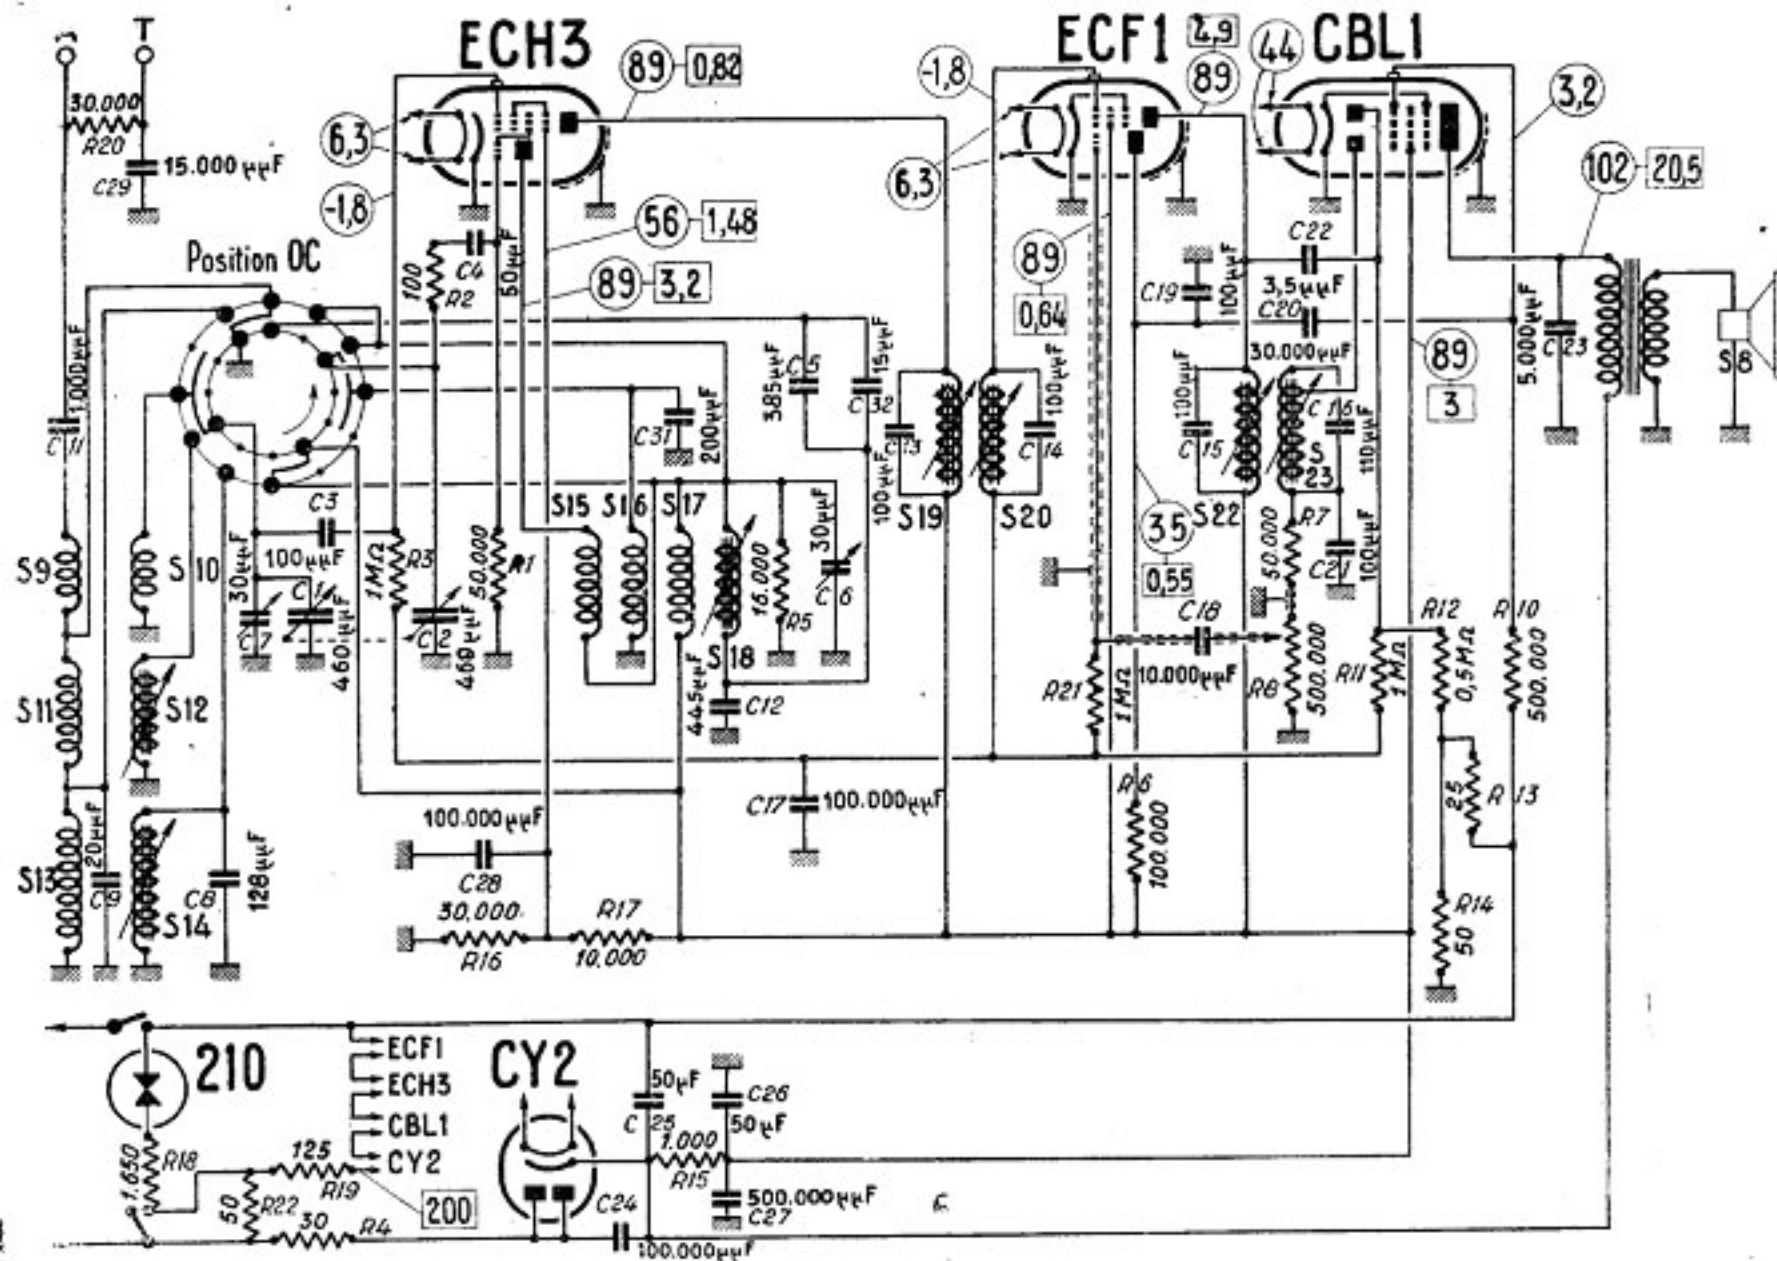 T
ECH3
ECF1
CBL1
89
0,82
-1,8
4,9
89
44
3,2
30.000
R20
C29
15.000 µµF
6,3
-1,8
56
1,48
50µµF
89
3,2
6,3
102
20,5
Position OC
C4
100
R2
89
0,64
C19
100µµF
C22
3,5µµF
C20
30.000µµF
89
3
5.000µµF
C23
S8
1.000µµF
C11
C31
200µµF
385µµF
C5
15µµF
C32
C13
100µµF
C14
100µµF
100µµF
C15
C16
110µµF
S23
C3
100µµF
S15
S16
S17
S19
S20
35
0,55
S22
R7
50.000
C21
100µµF
S9
S10
30µµF
C7
C1
460µµF
1MΩ
R3
C2
469µµF
50.000
R1
S18
16.000
R5
30µµF
C6
C18
10.000µµF
R21
1MΩ
R8
500.000
R11
1MΩ
R12
0,5MΩ
R10
500.000
S11
S12
445µµF
C12
C17
100.000µµF
R6
100.000
25
R13
S13
20µµF
C9
S14
C8
128µµF
100.000µµF
C28
30.000
R16
R17
10.000
R14
50
210
ECF1
ECH3
CBL1
CY2
CY2
50µF
C25
C26
50µF
1.000
R15
1.650
R18
125
R19
50
R22
30
R4
200
C24
100.000µµF
500.000µµF
C27